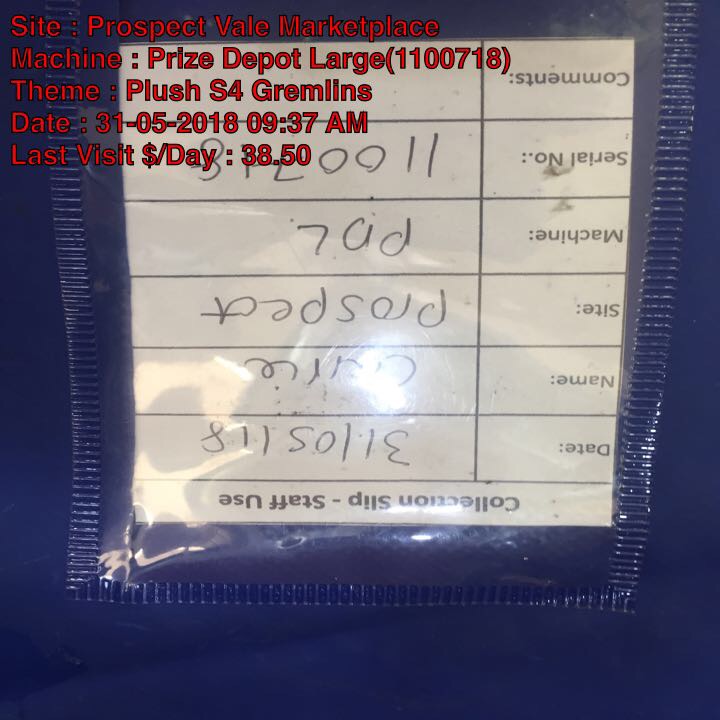 Site : Prospect Vale Marketplace
Machine : Prize Depot Large(1100718)
Theme : Plush S4 Gremlins
Date : 31-05-2018 09:37 AM
Last Visit $/Day : 38.50
Collection Slip - Staff Use
Date: 31/05/18
Name:
Site: Prospect
Machine: PDL
Serial No.: 1100718
Comments: